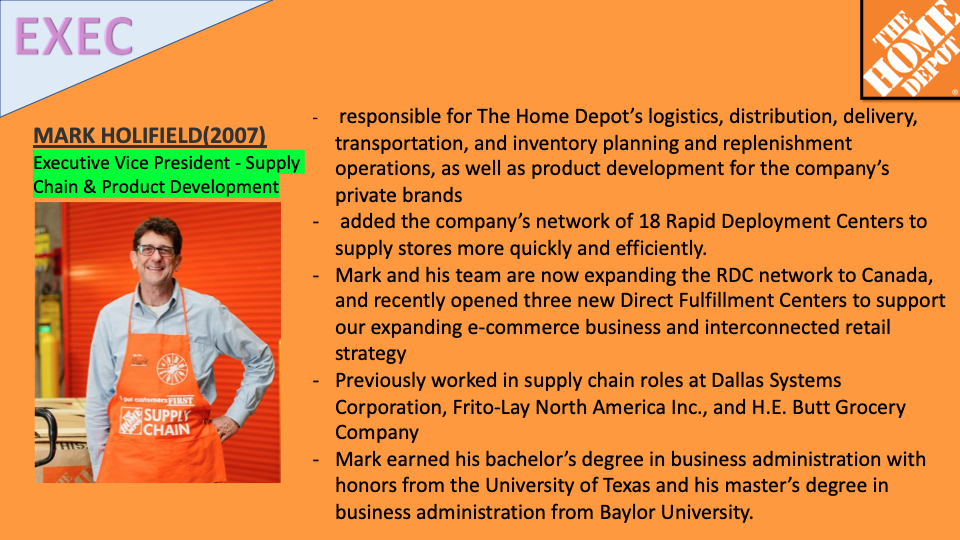 EXEC
THE
HOME
DEPOT
®
MARK HOLIFIELD(2007)
Executive Vice President - Supply
Chain & Product Development
- responsible for The Home Depot’s logistics, distribution, delivery,
transportation, and inventory planning and replenishment
operations, as well as product development for the company’s
private brands
- added the company’s network of 18 Rapid Deployment Centers to
supply stores more quickly and efficiently.
- Mark and his team are now expanding the RDC network to Canada,
and recently opened three new Direct Fulfillment Centers to support
our expanding e-commerce business and interconnected retail
strategy
- Previously worked in supply chain roles at Dallas Systems
Corporation, Frito-Lay North America Inc., and H.E. Butt Grocery
Company
- Mark earned his bachelor’s degree in business administration with
honors from the University of Texas and his master’s degree in
business administration from Baylor University.
put customers FIRST
SUPPLY
CHAIN